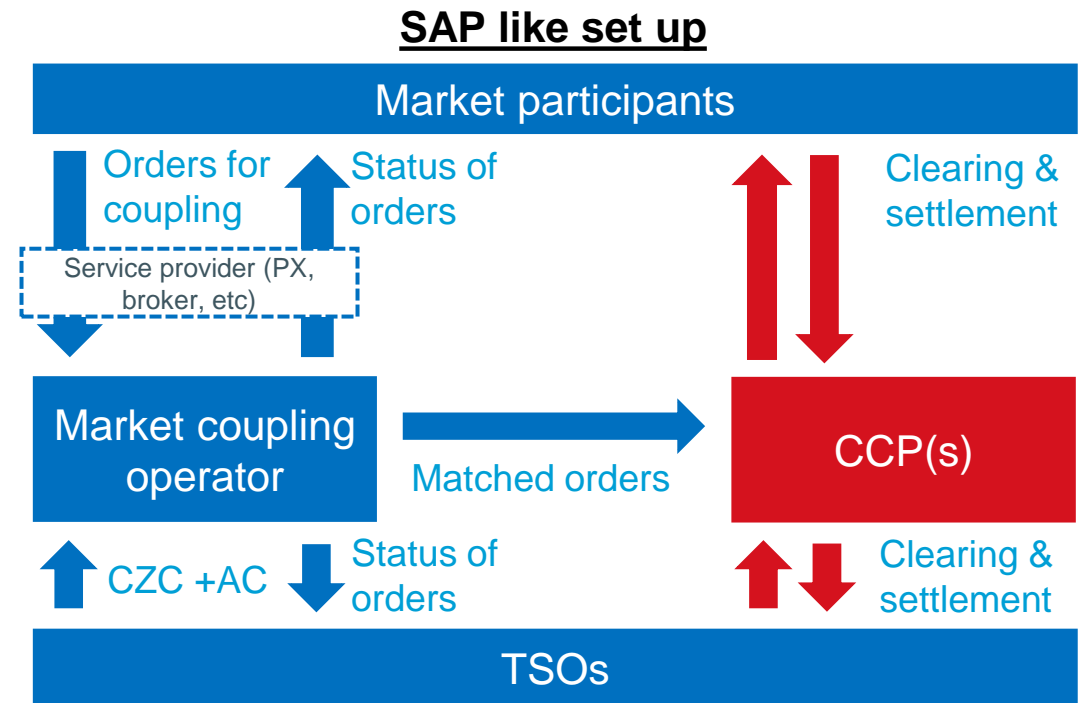 SAP like set up
Market participants
Orders for
coupling
Status of
orders
Clearing &
settlement
Service provider (PX,
broker, etc)
Market coupling
operator
Matched orders
CCP(s)
CZC +AC
Status of
orders
Clearing &
settlement
TSOs